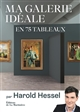 MA GALERIE
IDÉALE
EN 75 TABLEAUX
par Harold Hessel